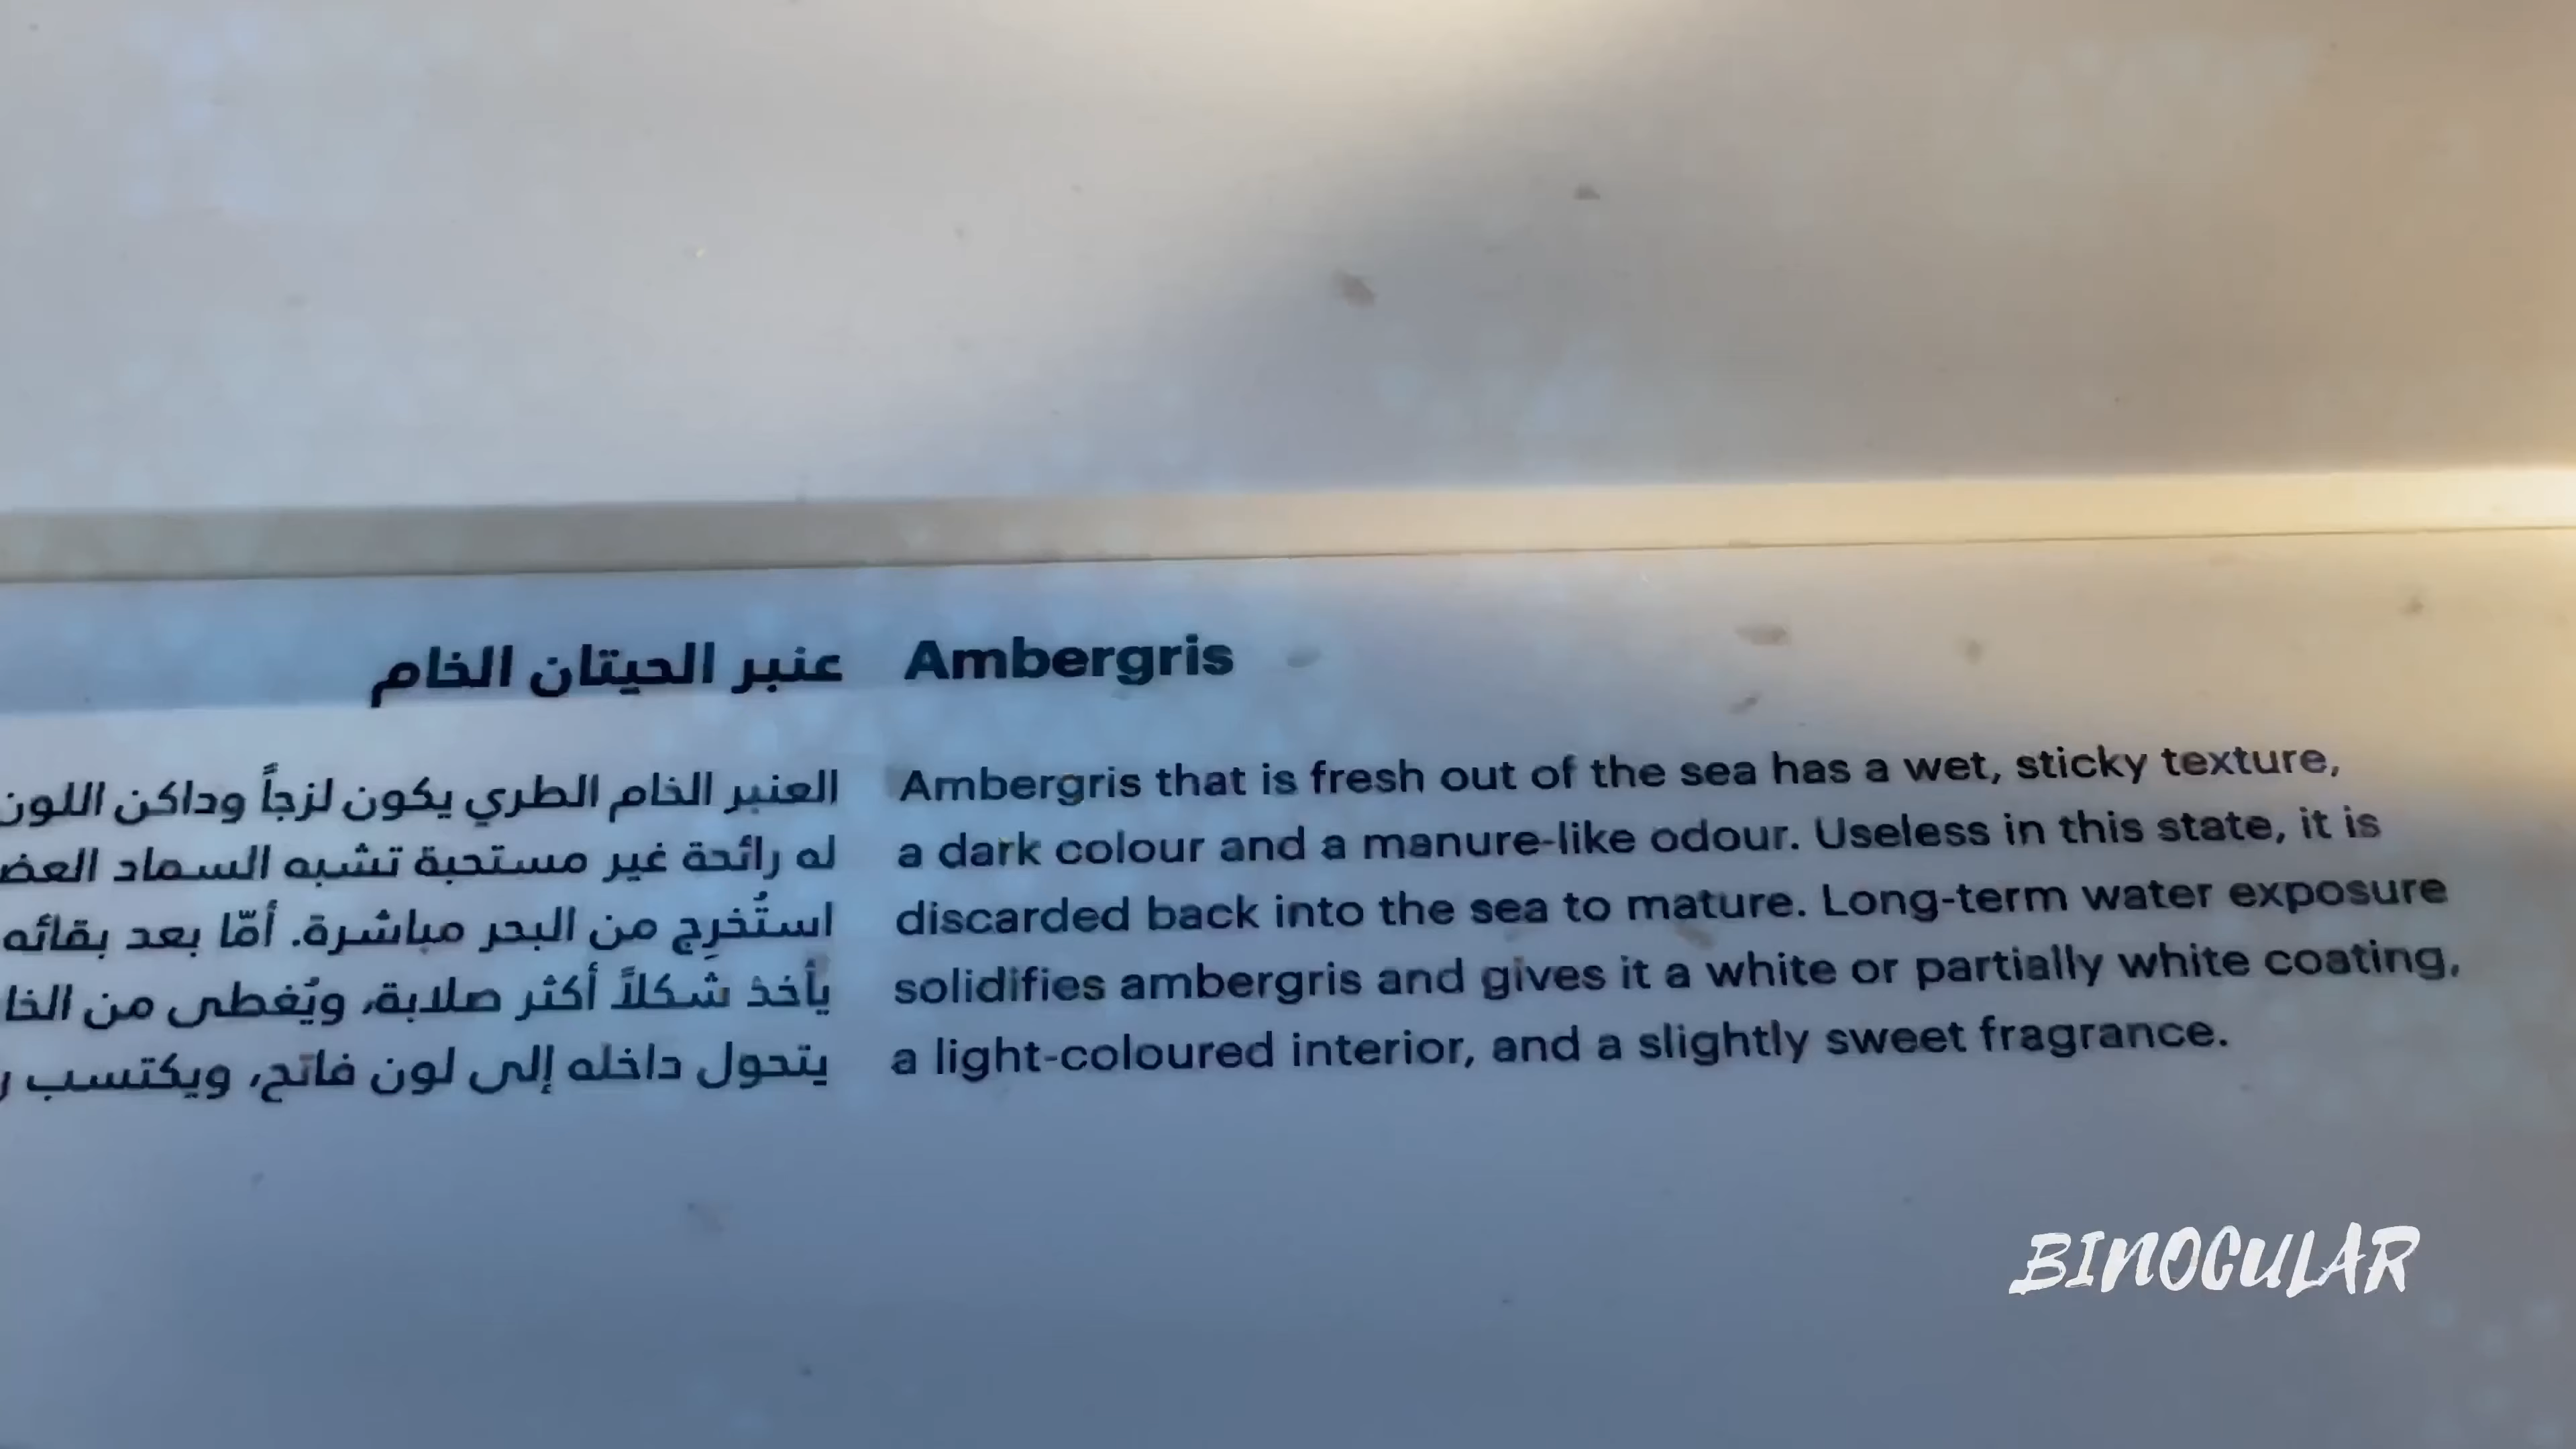 عنبر الحيتان الخام
العنبر الخام الطري يكون لزجاً وداكن اللون
له رائحة غير مستحبة تشبه السماد
استُخرِج من البحر مباشرة. أمّا بعد بقائه
يأخذ شكلاً أكثر صلابة، ويُغطى من
يتحول داخله إلى لون فاتح، ويكتسب
Ambergris
Ambergris that is fresh out of the sea has a wet, sticky texture,
a dark colour and a manure-like odour. Useless in this state, it is
discarded back into the sea to mature. Long-term water exposure
solidifies ambergris and gives it a white or partially white coating,
a light-coloured interior, and a slightly sweet fragrance.
BINOCULAR